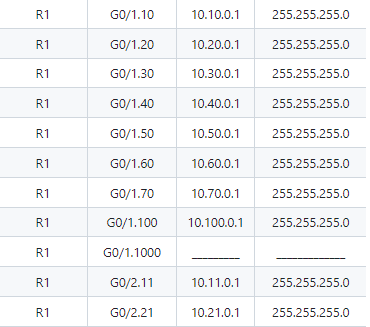 R1 G0/1.10 10.10.0.1 255.255.255.0
R1 G0/1.20 10.20.0.1 255.255.255.0
R1 G0/1.30 10.30.0.1 255.255.255.0
R1 G0/1.40 10.40.0.1 255.255.255.0
R1 G0/1.50 10.50.0.1 255.255.255.0
R1 G0/1.60 10.60.0.1 255.255.255.0
R1 G0/1.70 10.70.0.1 255.255.255.0
R1 G0/1.100 10.100.0.1 255.255.255.0
R1 G0/1.1000 _________ _____________
R1 G0/2.11 10.11.0.1 255.255.255.0
R1 G0/2.21 10.21.0.1 255.255.255.0